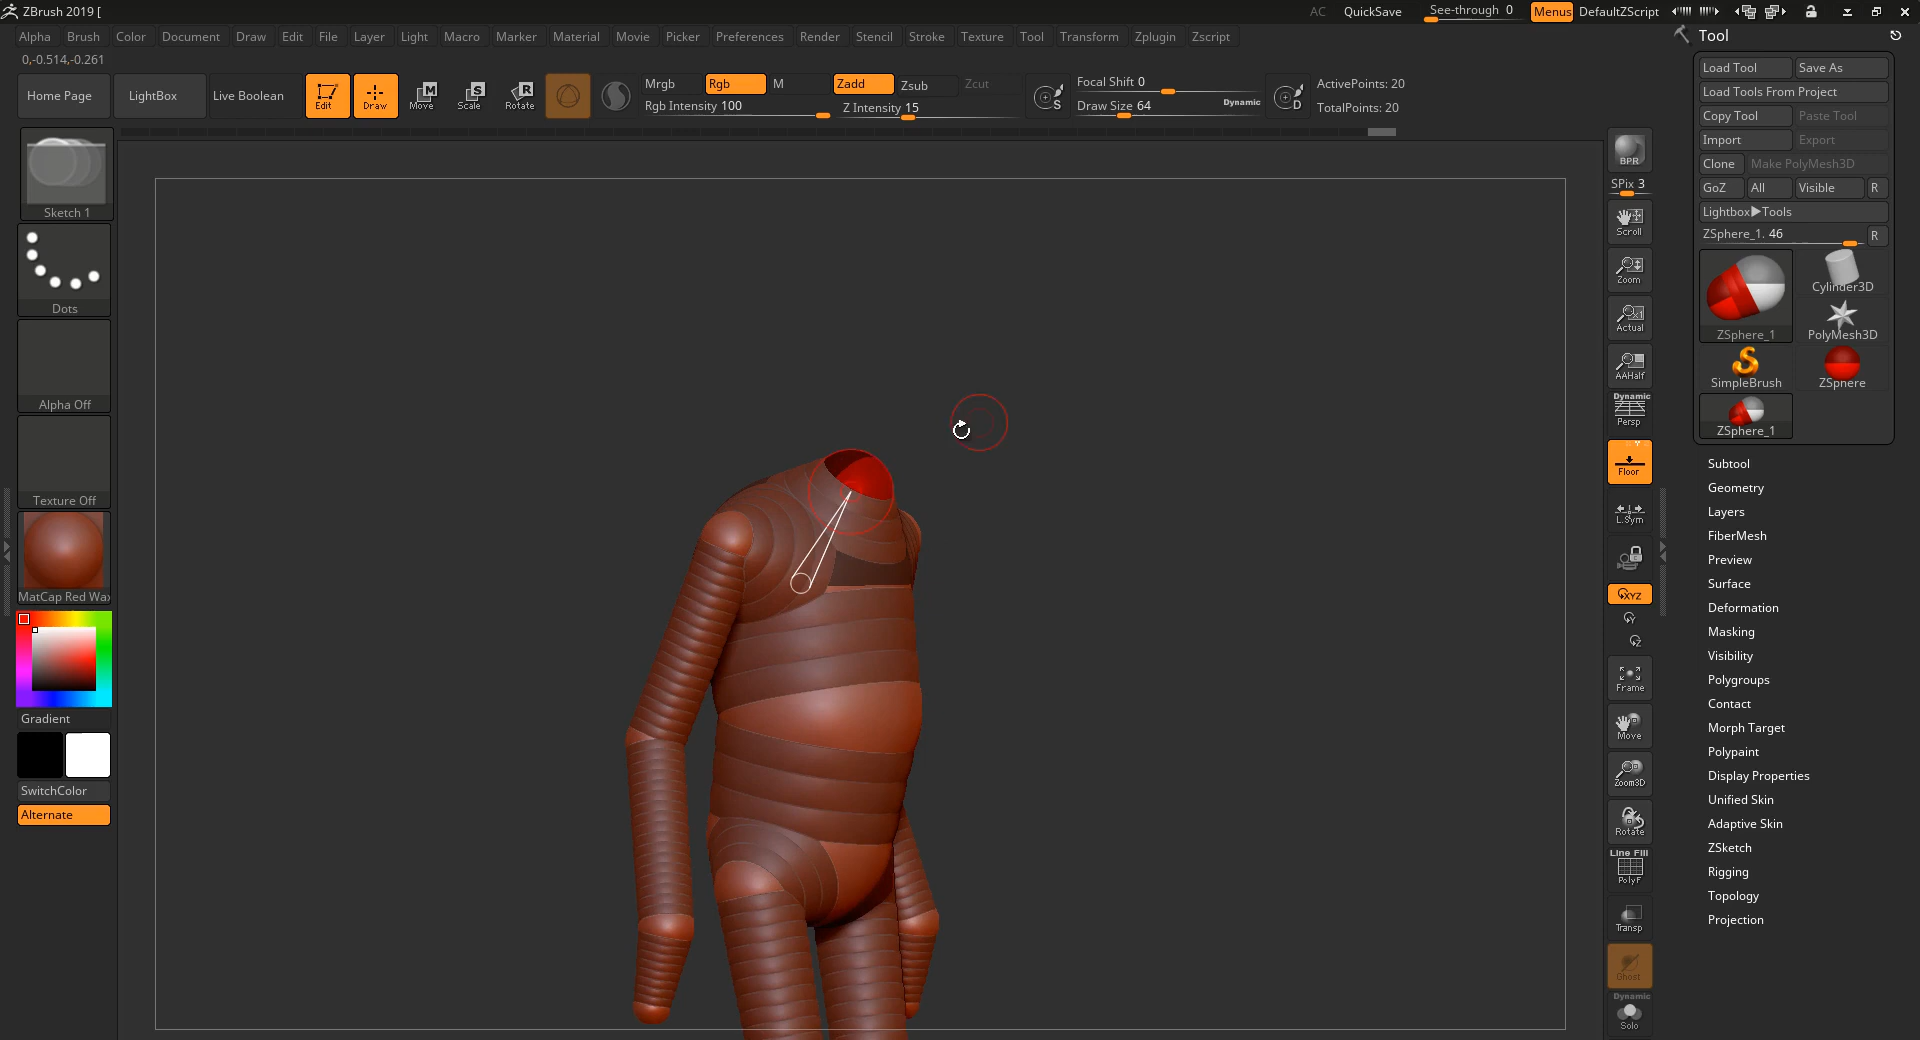 ZBrush 2019 [
AC QuickSave See-through 0 Menus DefaultZScript
Alpha Brush Color Document Draw Edit File Layer Light Macro Marker Material Movie Picker Preferences Render Stencil Stroke Texture Tool Transform Zplugin Zscript
Tool
0,-0.514,-0.261
Home Page LightBox Live Boolean Edit Draw Move Scale Rotate
M S R
Mrgb Rgb M Zadd Zsub Zcut
Rgb Intensity 100 Z Intensity 15
S
Focal Shift 0
Draw Size 64 Dynamic
D
ActivePoints: 20
TotalPoints: 20
Load Tool Save As
Load Tools From Project
Copy Tool Paste Tool
Import Export
Clone Make PolyMesh3D
GoZ All Visible R
Lightbox▶Tools
ZSphere_1. 46 R
ZSphere_1
Cylinder3D
PolyMesh3D
SimpleBrush
ZSphere
ZSphere_1
Subtool
Geometry
Layers
FiberMesh
Preview
Surface
Deformation
Masking
Visibility
Polygroups
Contact
Morph Target
Polypaint
Display Properties
Unified Skin
Adaptive Skin
ZSketch
Rigging
Topology
Projection
Sketch 1
Dots
Alpha Off
Texture Off
MatCap Red Wa
Gradient
SwitchColor
Alternate
BPR
SPix 3
Scroll
Zoom
Actual
AAHalf
Dynamic
Persp
Floor
L.Sym
XYZ
Y
Z
Frame
Move
Zoom3D
Rotate
Line Fill
PolyF
Transp
Ghost
Dynamic
Solo